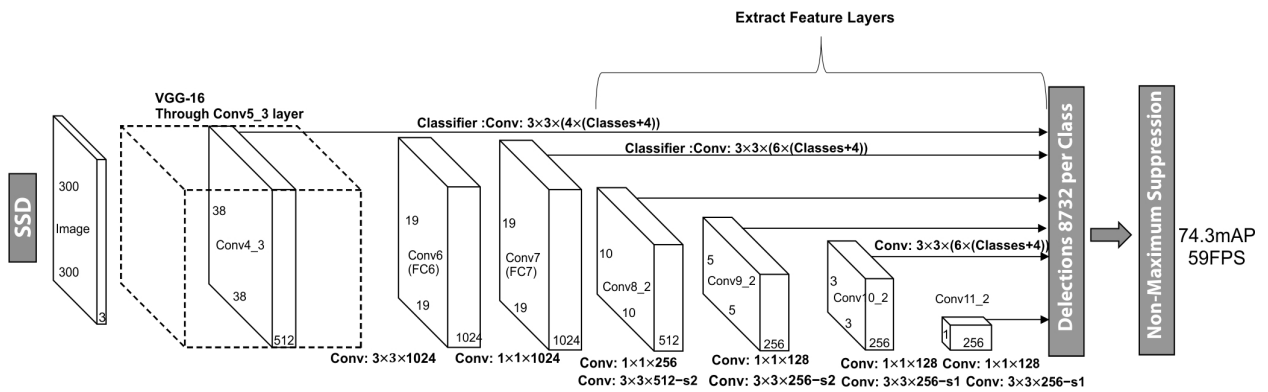 Extract Feature Layers
VGG-16
Through Conv5_3 layer
Classifier :Conv: 3×3×(4×(Classes+4))
Classifier :Conv: 3×3×(6×(Classes+4))
SSD
300
Image
300
3
38
Conv4_3
38
512
19
Conv6
(FC6)
19
1024
19
Conv7
(FC7)
19
1024
10
Conv8_2
10
512
5
Conv9_2
5
256
Conv: 3×3×(6×(Classes+4))
3
Conv10_2
3
256
Conv11_2
1
256
Conv: 3×3×1024
Conv: 1×1×1024
Conv: 1×1×256
Conv: 3×3×512−s2
Conv: 1×1×128
Conv: 3×3×256−s2
Conv: 1×1×128
Conv: 3×3×256−s1
Conv: 1×1×128
Conv: 3×3×256−s1
Delections 8732 per Class
Non-Maximum Suppression
74.3mAP
59FPS